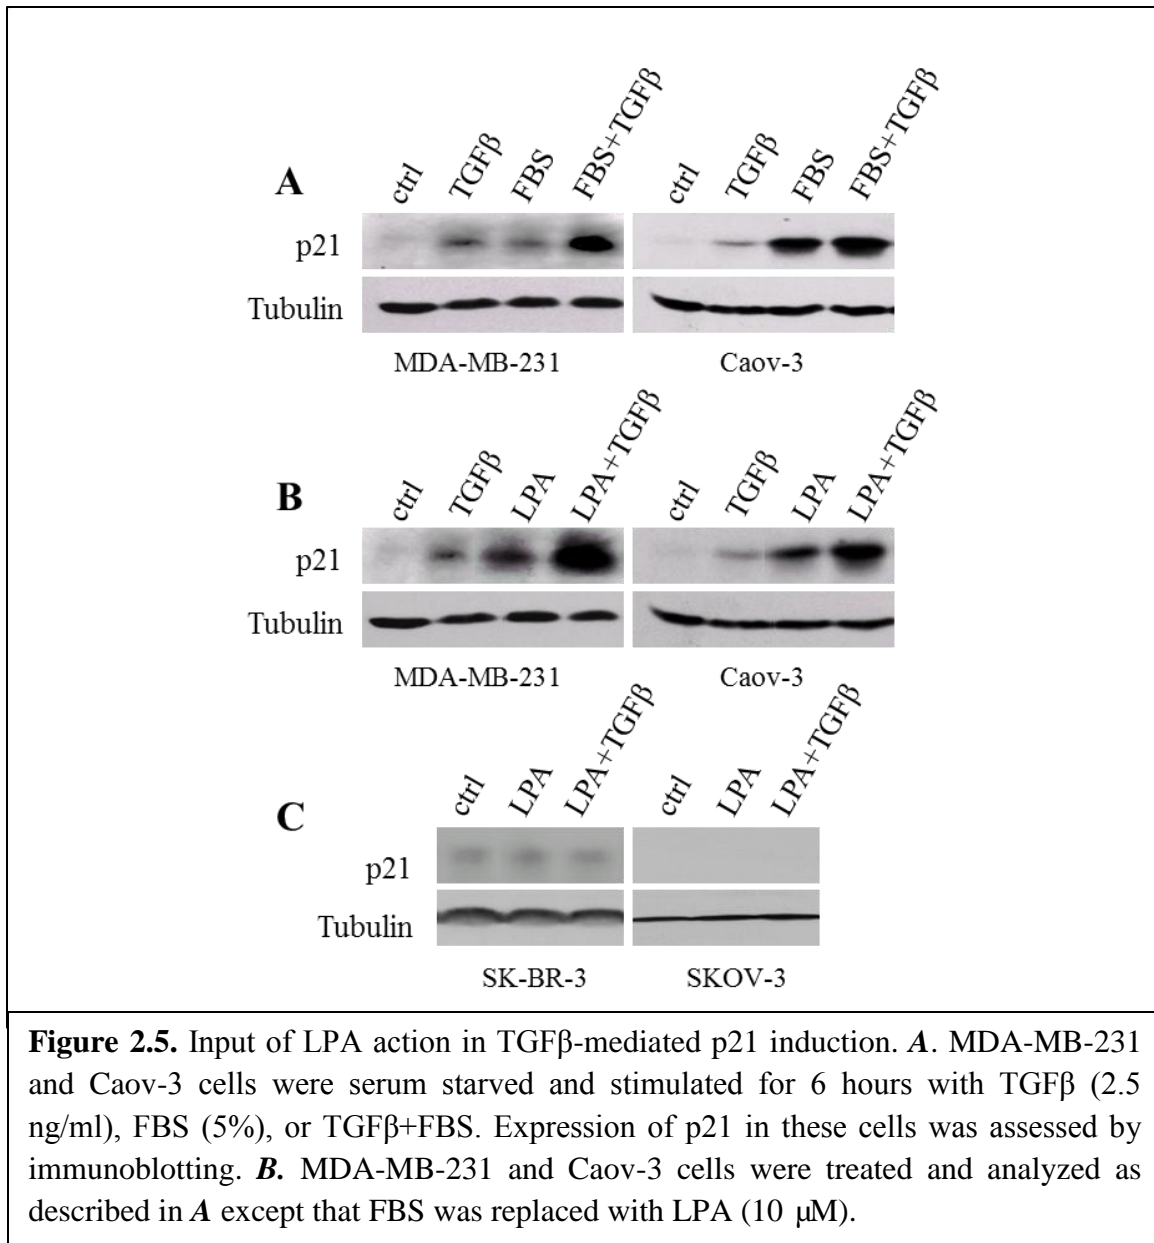 A
ctrl TGFβ FBS FBS+TGFβ ctrl TGFβ FBS FBS+TGFβ
p21
Tubulin
MDA-MB-231 Caov-3
B
ctrl TGFβ LPA LPA+TGFβ ctrl TGFβ LPA LPA+TGFβ
p21
Tubulin
MDA-MB-231 Caov-3
C
ctrl LPA LPA+TGFβ ctrl LPA LPA+TGFβ
p21
Tubulin
SK-BR-3 SKOV-3
Figure 2.5. Input of LPA action in TGFβ-mediated p21 induction. A. MDA-MB-231
and Caov-3 cells were serum starved and stimulated for 6 hours with TGFβ (2.5
ng/ml), FBS (5%), or TGFβ+FBS. Expression of p21 in these cells was assessed by
immunoblotting. B. MDA-MB-231 and Caov-3 cells were treated and analyzed as
described in A except that FBS was replaced with LPA (10 μM).